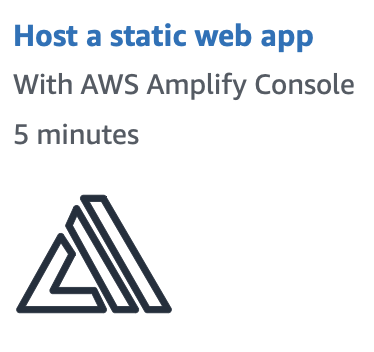 Host a static web app
With AWS Amplify Console
5 minutes